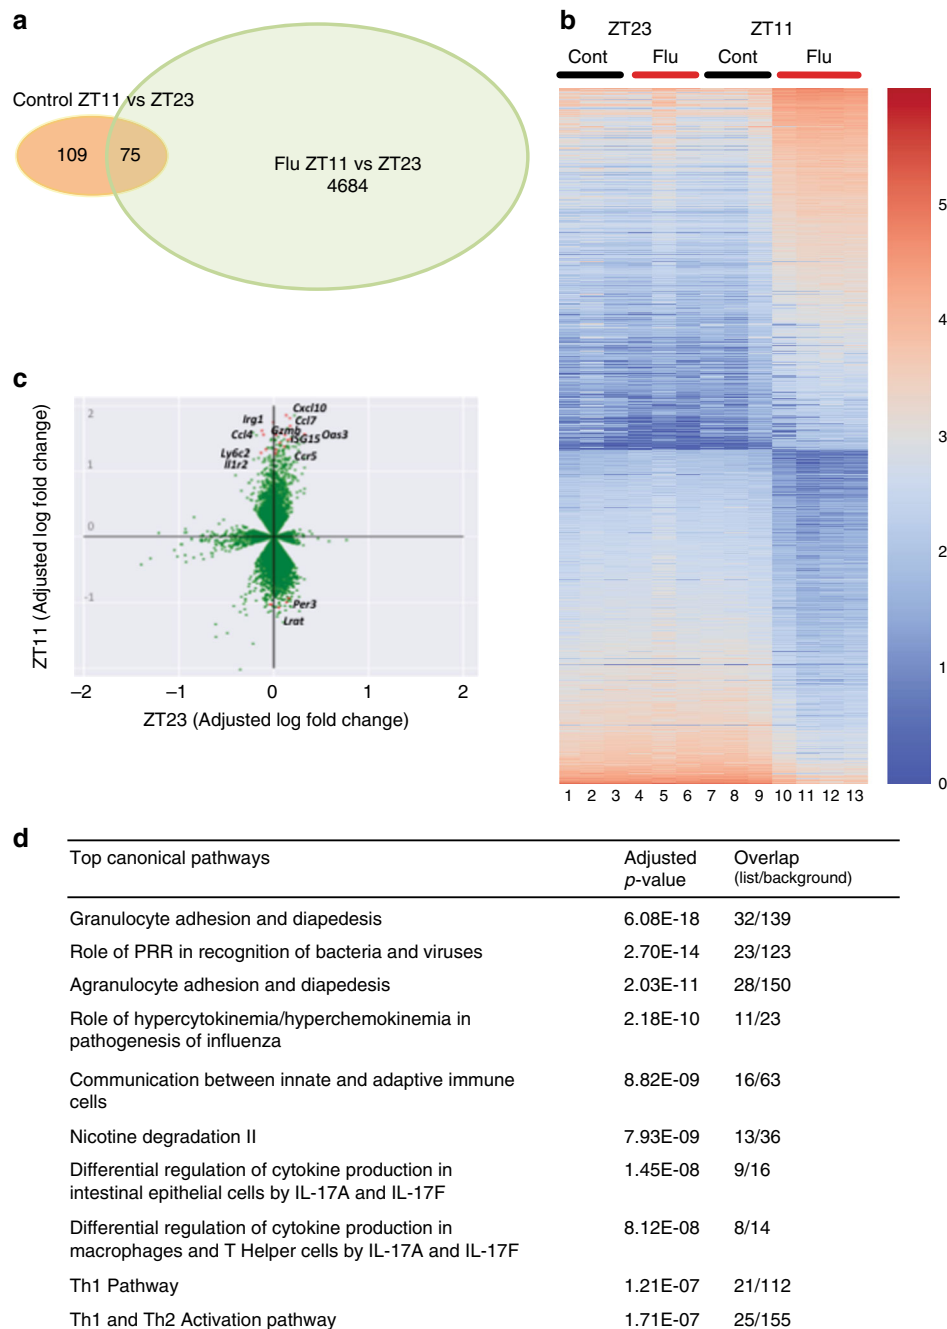 a
Control ZT11 vs ZT23
109
75
Flu ZT11 vs ZT23
4684
b
ZT23
ZT11
Cont
Flu
Cont
Flu
5
4
3
2
1
0
1 2 3 4 5 6 7 8 9 10 11 12 13
c
ZT11 (Adjusted log fold change)
2
1
0
-1
Cxcl10
Irg1
Ccl7
Ccl4
Gzmb
ISG15
Oas3
Ly6c2
Ccr5
Il1r2
Per3
Lrat
−2 −1 0 1 2
ZT23 (Adjusted log fold change)
d
Top canonical pathways
Adjusted
p-value
Overlap
(list/background)
Granulocyte adhesion and diapedesis 6.08E-18 32/139
Role of PRR in recognition of bacteria and viruses 2.70E-14 23/123
Agranulocyte adhesion and diapedesis 2.03E-11 28/150
Role of hypercytokinemia/hyperchemokinemia in 2.18E-10 11/23
pathogenesis of influenza
Communication between innate and adaptive immune 8.82E-09 16/63
cells
Nicotine degradation II 7.93E-09 13/36
Differential regulation of cytokine production in 1.45E-08 9/16
intestinal epithelial cells by IL-17A and IL-17F
Differential regulation of cytokine production in 8.12E-08 8/14
macrophages and T Helper cells by IL-17A and IL-17F
Th1 Pathway 1.21E-07 21/112
Th1 and Th2 Activation pathway 1.71E-07 25/155